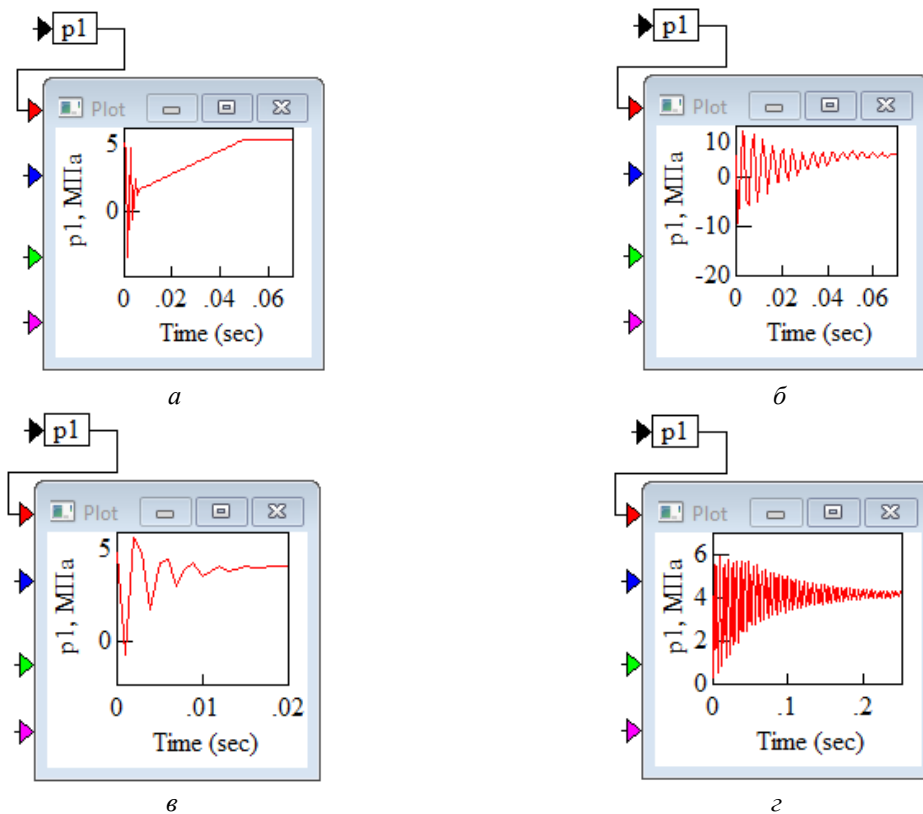 p1
Plot
p1, МПа
5
0
0 .02 .04 .06
Time (sec)
а
p1
Plot
p1, МПа
10
0
-10
-20
0 .02 .04 .06
Time (sec)
б
p1
Plot
p1, МПа
5
0
0 .01 .02
Time (sec)
в
p1
Plot
p1, МПа
6
4
2
0
0 .1 .2
Time (sec)
г